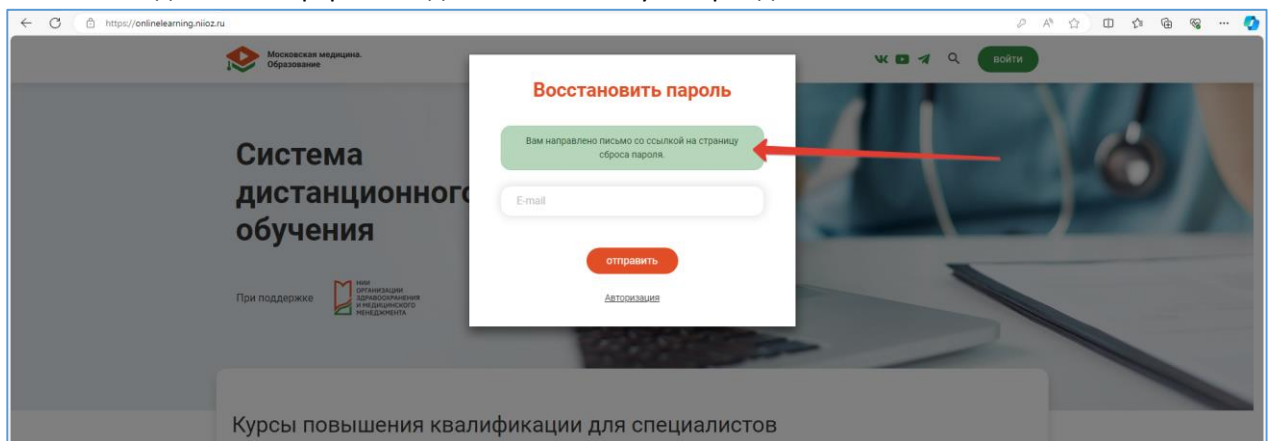 https://onlinelearning.niioz.ru
Московская медицина.
Образование
войти
Восстановить пароль
Вам направлено письмо со ссылкой на страницу
сброса пароля.
E-mail
отправить
Авторизация
Система
дистанционного
обучения
При поддержке
НИИ
ОРГАНИЗАЦИИ
ЗДРАВООХРАНЕНИЯ
И МЕДИЦИНСКОГО
МЕНЕДЖМЕНТА
Курсы повышения квалификации для специалистов